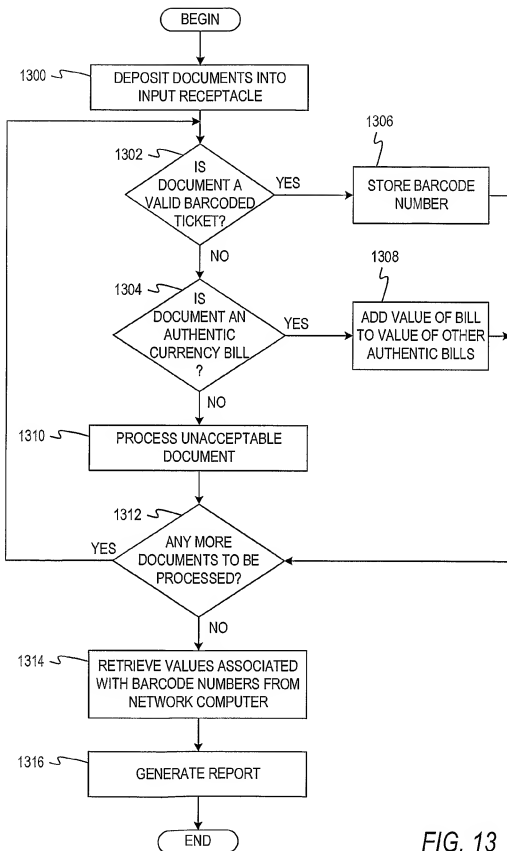 BEGIN
1300
DEPOSIT DOCUMENTS INTO
INPUT RECEPTACLE
1302
IS
DOCUMENT A
VALID BARCODED
TICKET?
YES
1306
STORE BARCODE
NUMBER
NO
1304
IS
DOCUMENT AN
AUTHENTIC
CURRENCY BILL
?
YES
1308
ADD VALUE OF BILL
TO VALUE OF OTHER
AUTHENTIC BILLS
NO
1310
PROCESS UNACCEPTABLE
DOCUMENT
1312
ANY MORE
DOCUMENTS TO BE
PROCESSED?
YES
NO
1314
RETRIEVE VALUES ASSOCIATED
WITH BARCODE NUMBERS FROM
NETWORK COMPUTER
1316
GENERATE REPORT
END
FIG. 13